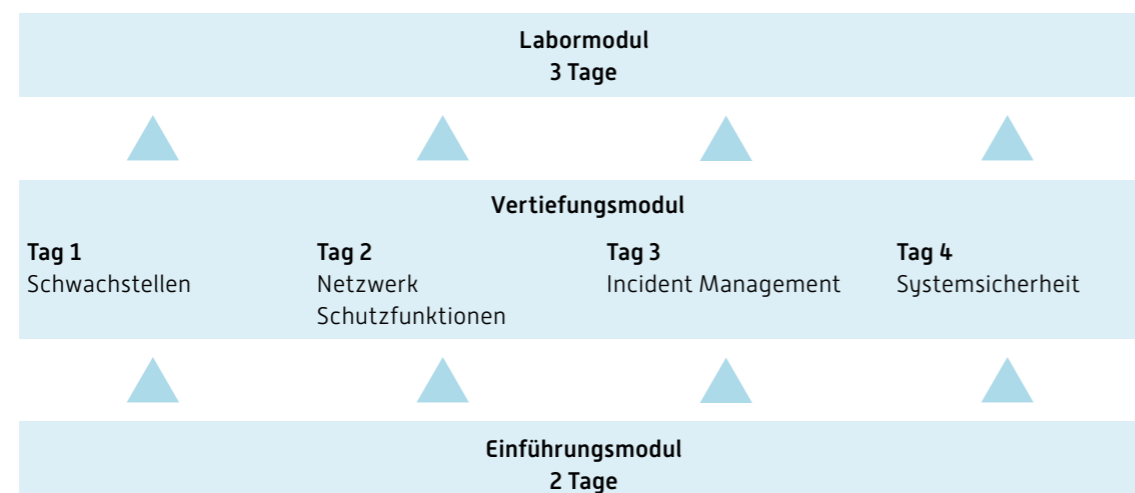 Labormodul
3 Tage
Vertiefungsmodul
Tag 1
Schwachstellen
Tag 2
Netzwerk
Schutzfunktionen
Tag 3
Incident Management
Tag 4
Systemsicherheit
Einführungsmodul
2 Tage